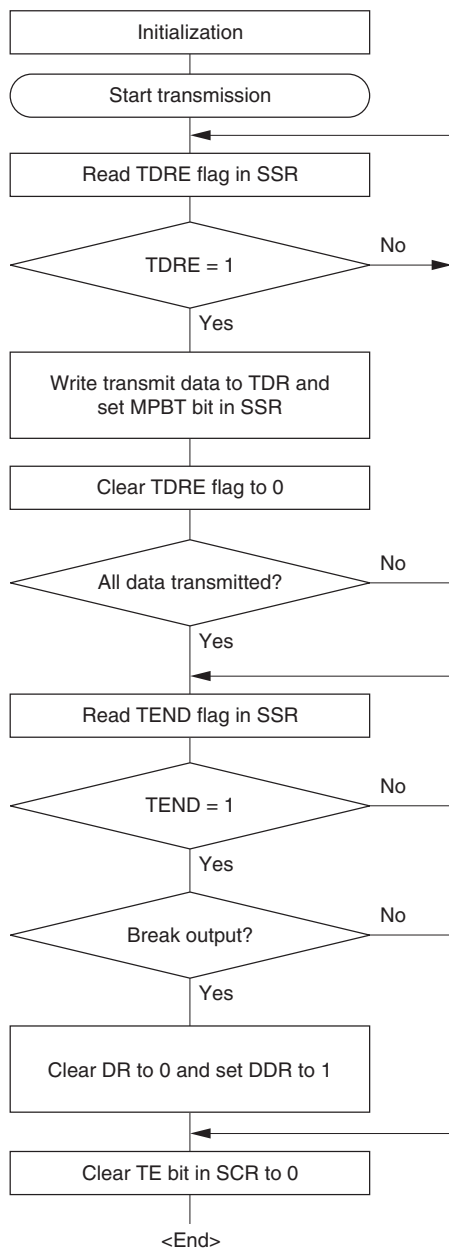 Initialization
Start transmission
Read TDRE flag in SSR
TDRE = 1
No
Yes
Write transmit data to TDR and
set MPBT bit in SSR
Clear TDRE flag to 0
All data transmitted?
No
Yes
Read TEND flag in SSR
TEND = 1
No
Yes
Break output?
No
Yes
Clear DR to 0 and set DDR to 1
Clear TE bit in SCR to 0
<End>